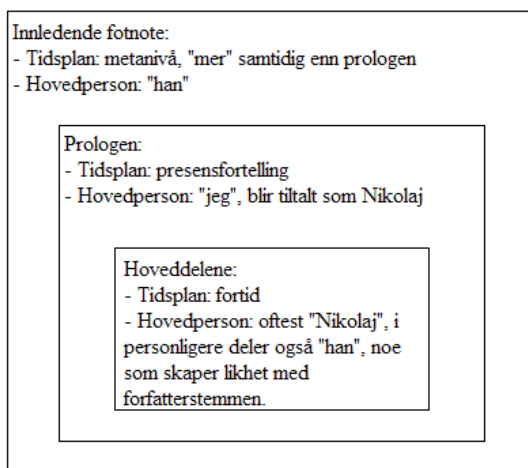 Innledende fotnote:
- Tidsplan: metanivå, "mer" samtidig enn prologen
- Hovedperson: "han"
Prologen:
- Tidsplan: presensfortelling
- Hovedperson: "jeg", blir tiltalt som Nikolaj
Hoveddelene:
- Tidsplan: fortid
- Hovedperson: oftest "Nikolaj", i
personligere deler også "han", noe
som skaper likhet med
forfatterstemmen.